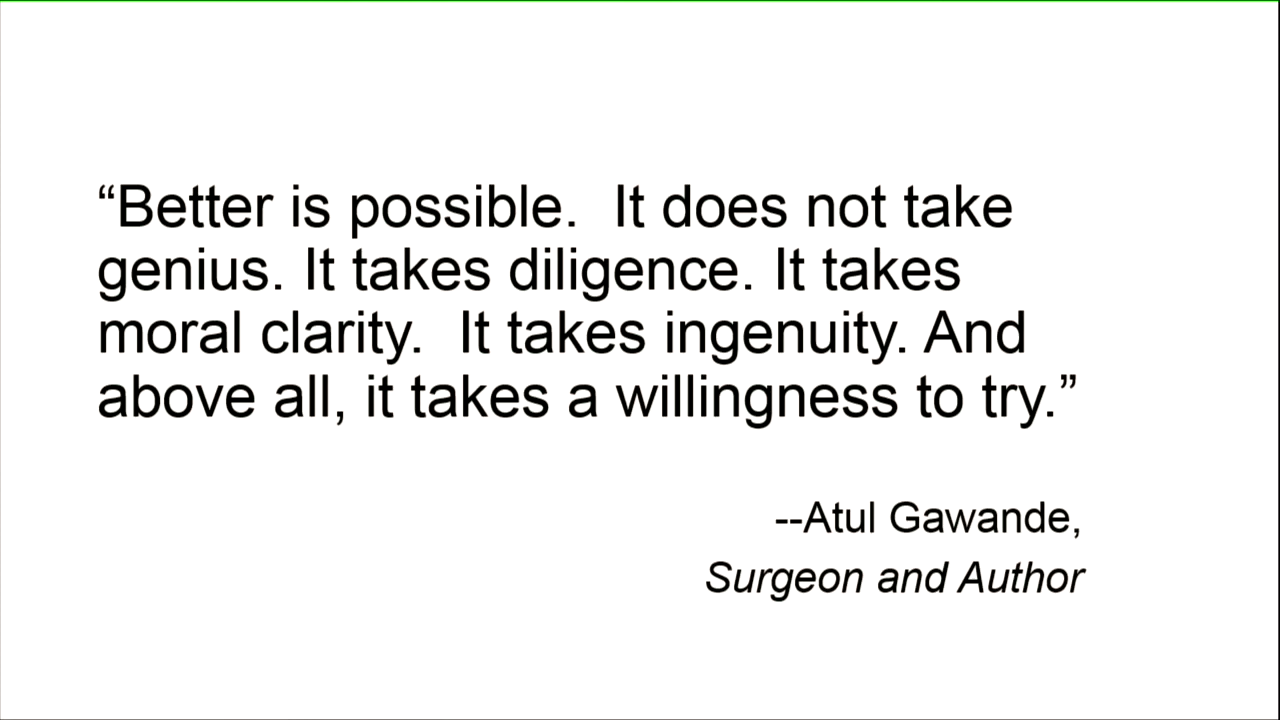 “Better is possible.  It does not take
genius. It takes diligence. It takes
moral clarity.  It takes ingenuity. And
above all, it takes a willingness to try.”
--Atul Gawande,
Surgeon and Author